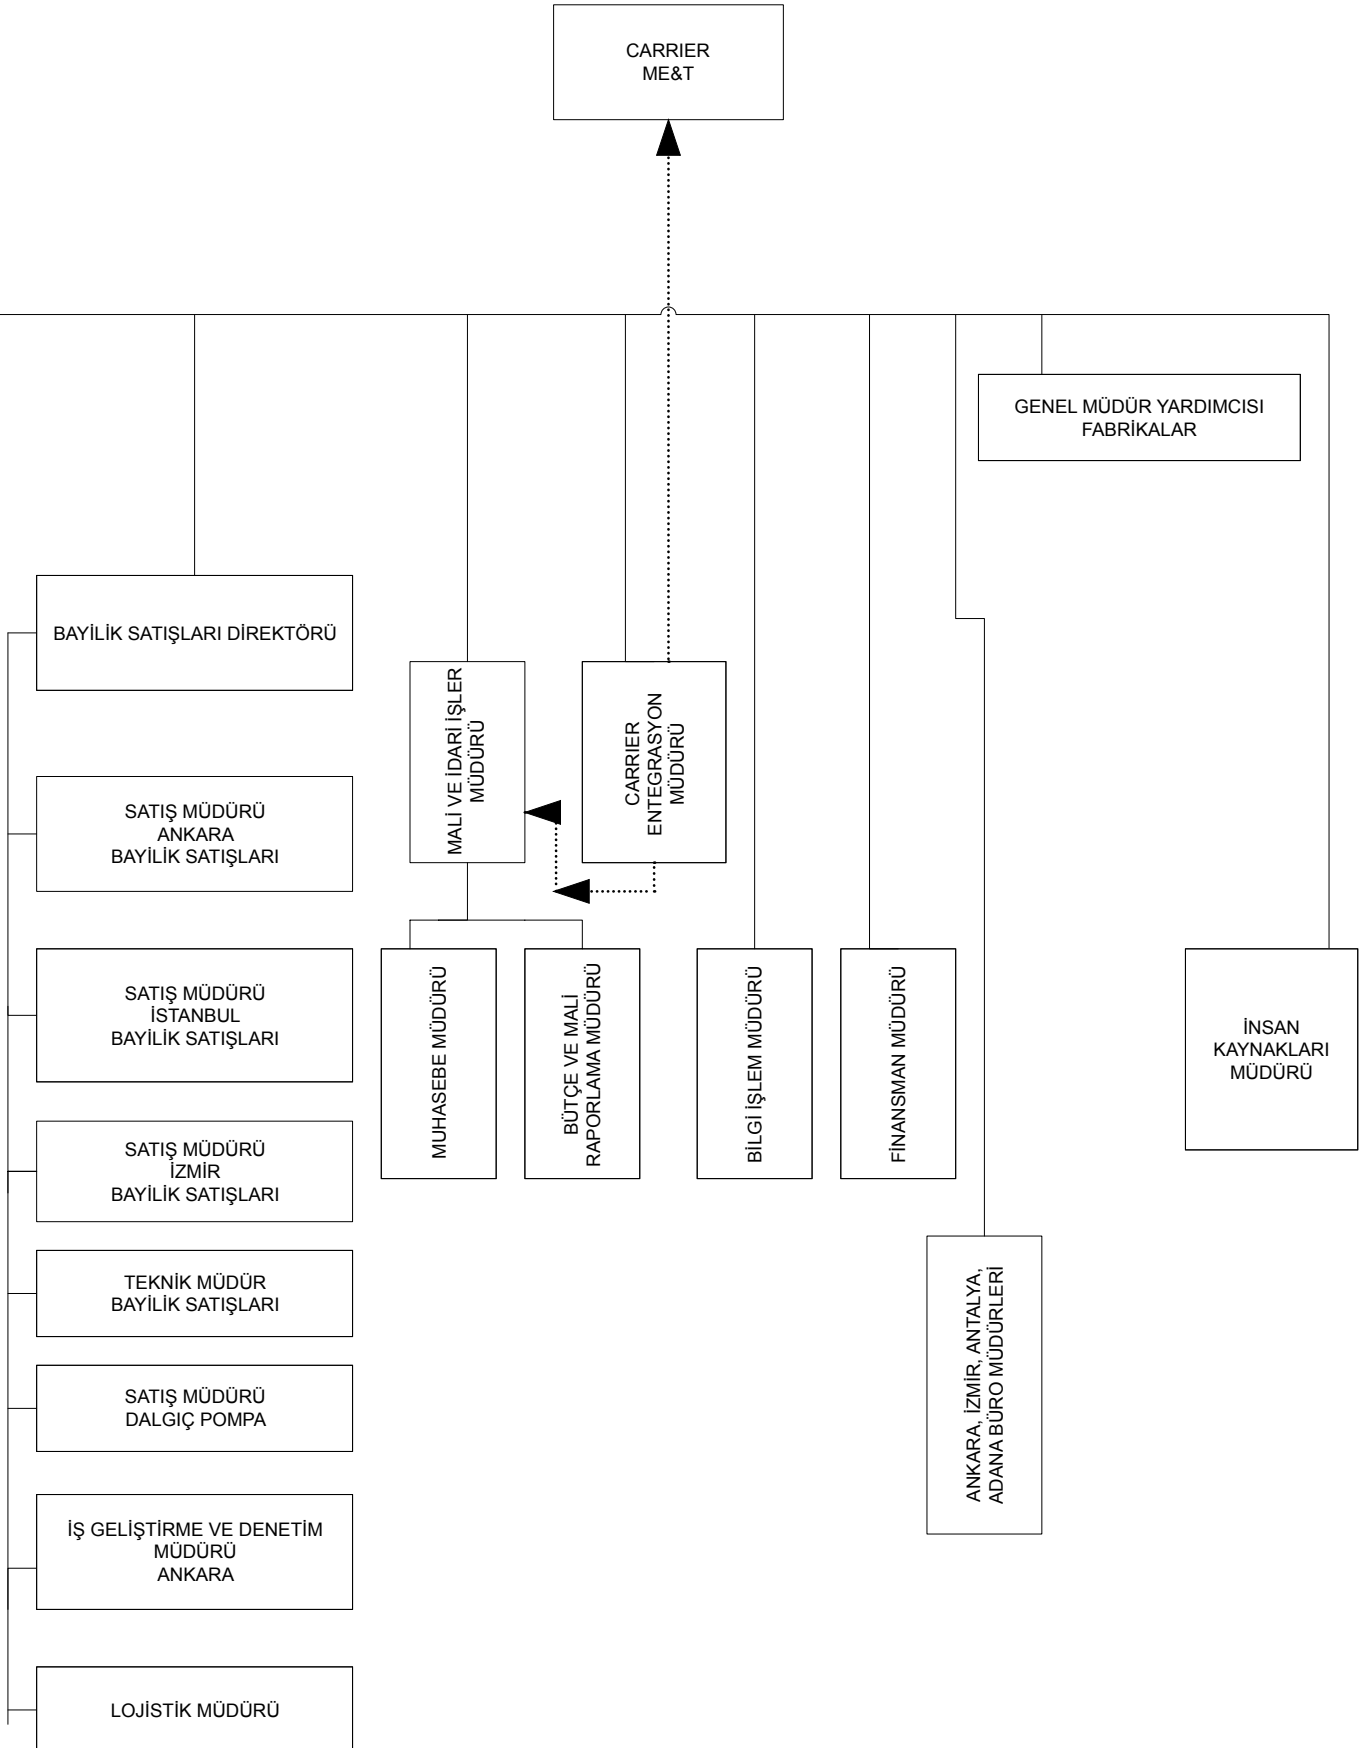 CARRIER
ME&T
GENEL MÜDÜR YARDIMCISI
FABRİKALAR
BAYİLİK SATIŞLARI DİREKTÖRÜ
MALİ VE İDARİ İŞLER
MÜDÜRÜ
CARRIER
ENTEGRASYON
MÜDÜRÜ
SATIŞ MÜDÜRÜ
ANKARA
BAYİLİK SATIŞLARI
SATIŞ MÜDÜRÜ
İSTANBUL
BAYİLİK SATIŞLARI
MUHASEBE MÜDÜRÜ
BÜTÇE VE MALİ
RAPORLAMA MÜDÜRÜ
BİLGİ İŞLEM MÜDÜRÜ
FİNANSMAN MÜDÜRÜ
İNSAN
KAYNAKLARI
MÜDÜRÜ
SATIŞ MÜDÜRÜ
İZMİR
BAYİLİK SATIŞLARI
TEKNİK MÜDÜR
BAYİLİK SATIŞLARI
ANKARA, İZMİR, ANTALYA,
ADANA BÜRO MÜDÜRLERİ
SATIŞ MÜDÜRÜ
DALGIÇ POMPA
İŞ GELİŞTİRME VE DENETİM
MÜDÜRÜ
ANKARA
LOJİSTİK MÜDÜRÜ